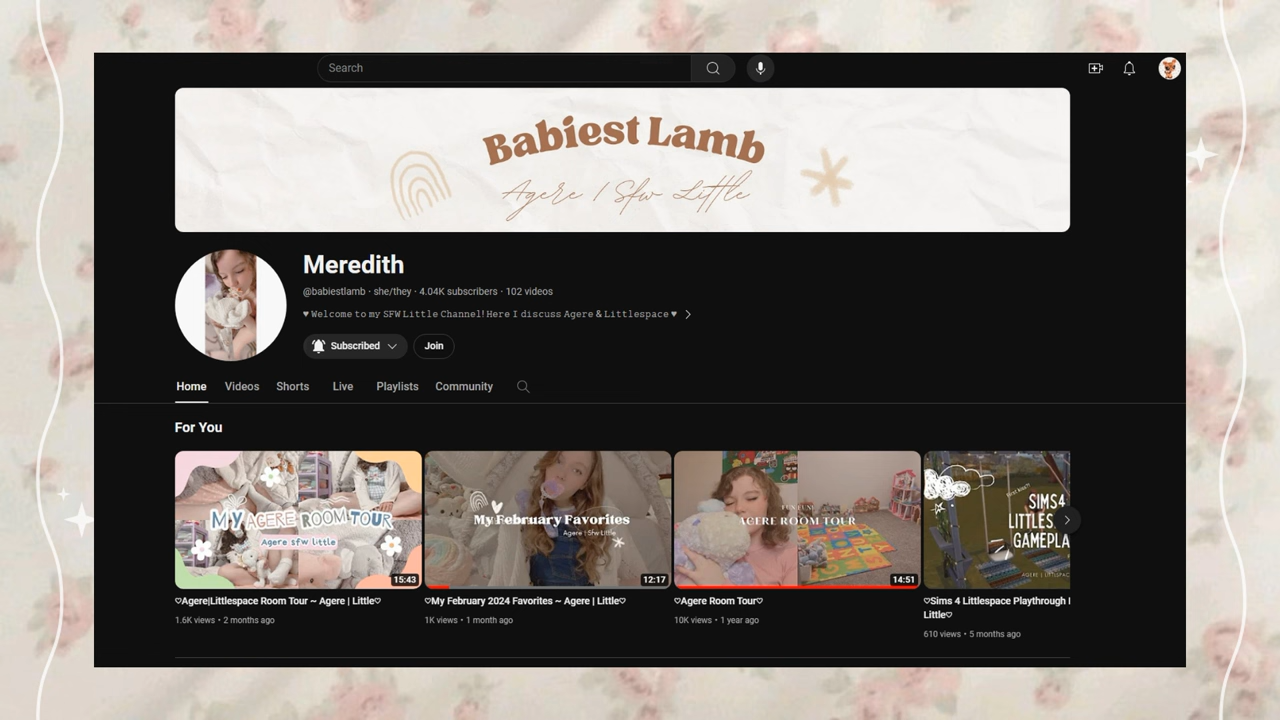 Search
Babiest Lamb
Agere / Sfw Little
Meredith
@babiestlamb · she/they · 4.04K subscribers · 102 videos
♥ Welcome to my SFW Little Channel! Here I discuss Agere & Littlespace ♥
Subscribed
Join
Home
Videos
Shorts
Live
Playlists
Community
For You
MY AGERE ROOM TOUR
Agere sfw little
15:43
My February Favorites
Agere | Sfw Little
12:17
AGERE ROOM TOUR
14:51
SIMS4
LITTLES
GAMEPLA
♡Agere|Littlespace Room Tour ~ Agere | Little♡
1.6K views • 2 months ago
♡My February 2024 Favorites ~ Agere | Little♡
1K views • 1 month ago
♡Agere Room Tour♡
10K views • 1 year ago
♡Sims 4 Littlespace Playthrough
Little♡
610 views • 5 months ago